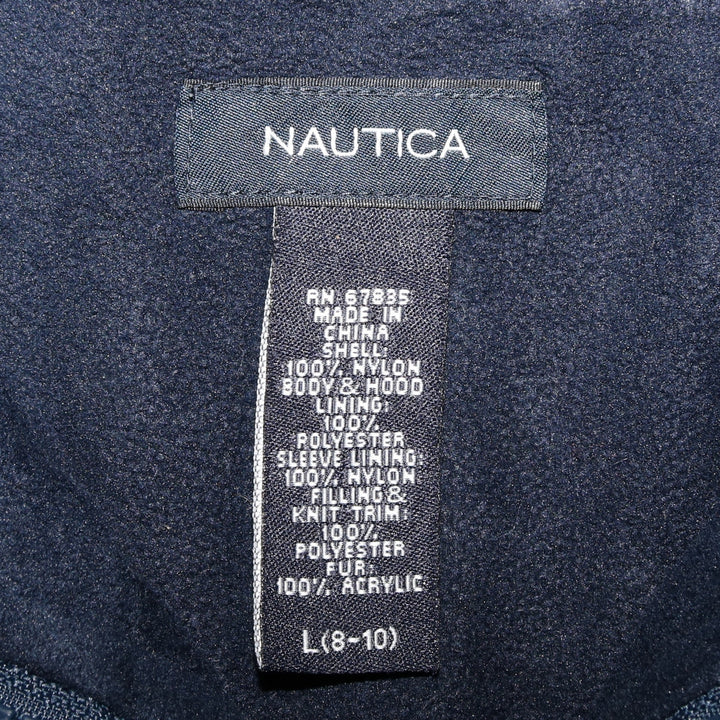 NAUTICA
RN 67835
MADE IN
CHINA
SHELL:
100% NYLON
BODY & HOOD
LINING:
100%
POLYESTER
SLEEVE LINING:
100% NYLON
FILLING &
KNIT TRIM:
100%
POLYESTER
FUR:
100% ACRYLIC
L(8-10)